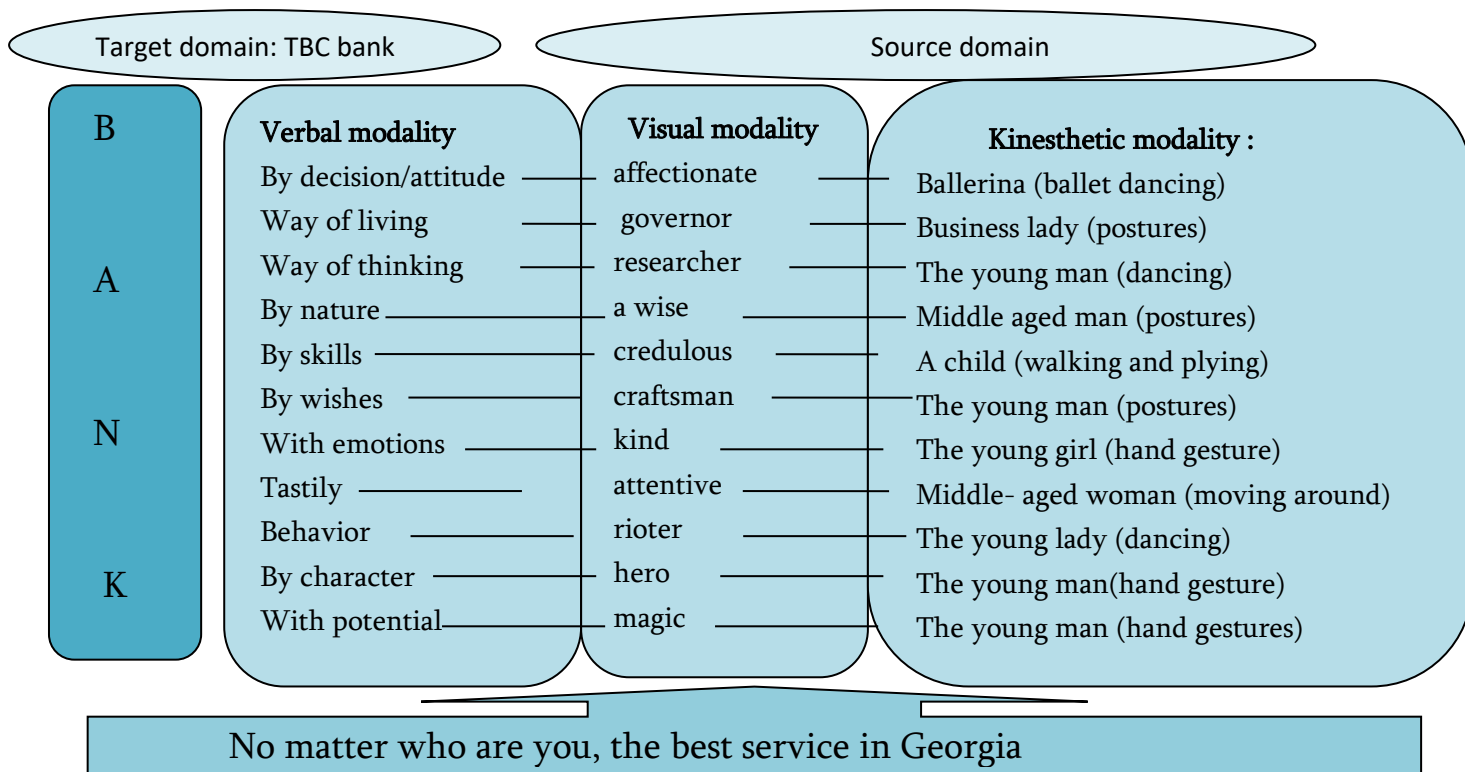 Target domain: TBC bank
Source domain
B
A
N
K
Verbal modality
By decision/attitude
Way of living
Way of thinking
By nature
By skills
By wishes
With emotions
Tastily
Behavior
By character
With potential
Visual modality
affectionate
governor
researcher
a wise
credulous
craftsman
kind
attentive
rioter
hero
magic
Kinesthetic modality :
Ballerina (ballet dancing)
Business lady (postures)
The young man (dancing)
Middle aged man (postures)
A child (walking and plying)
The young man (postures)
The young girl (hand gesture)
Middle- aged woman (moving around)
The young lady (dancing)
The young man(hand gesture)
The young man (hand gestures)
No matter who are you, the best service in Georgia